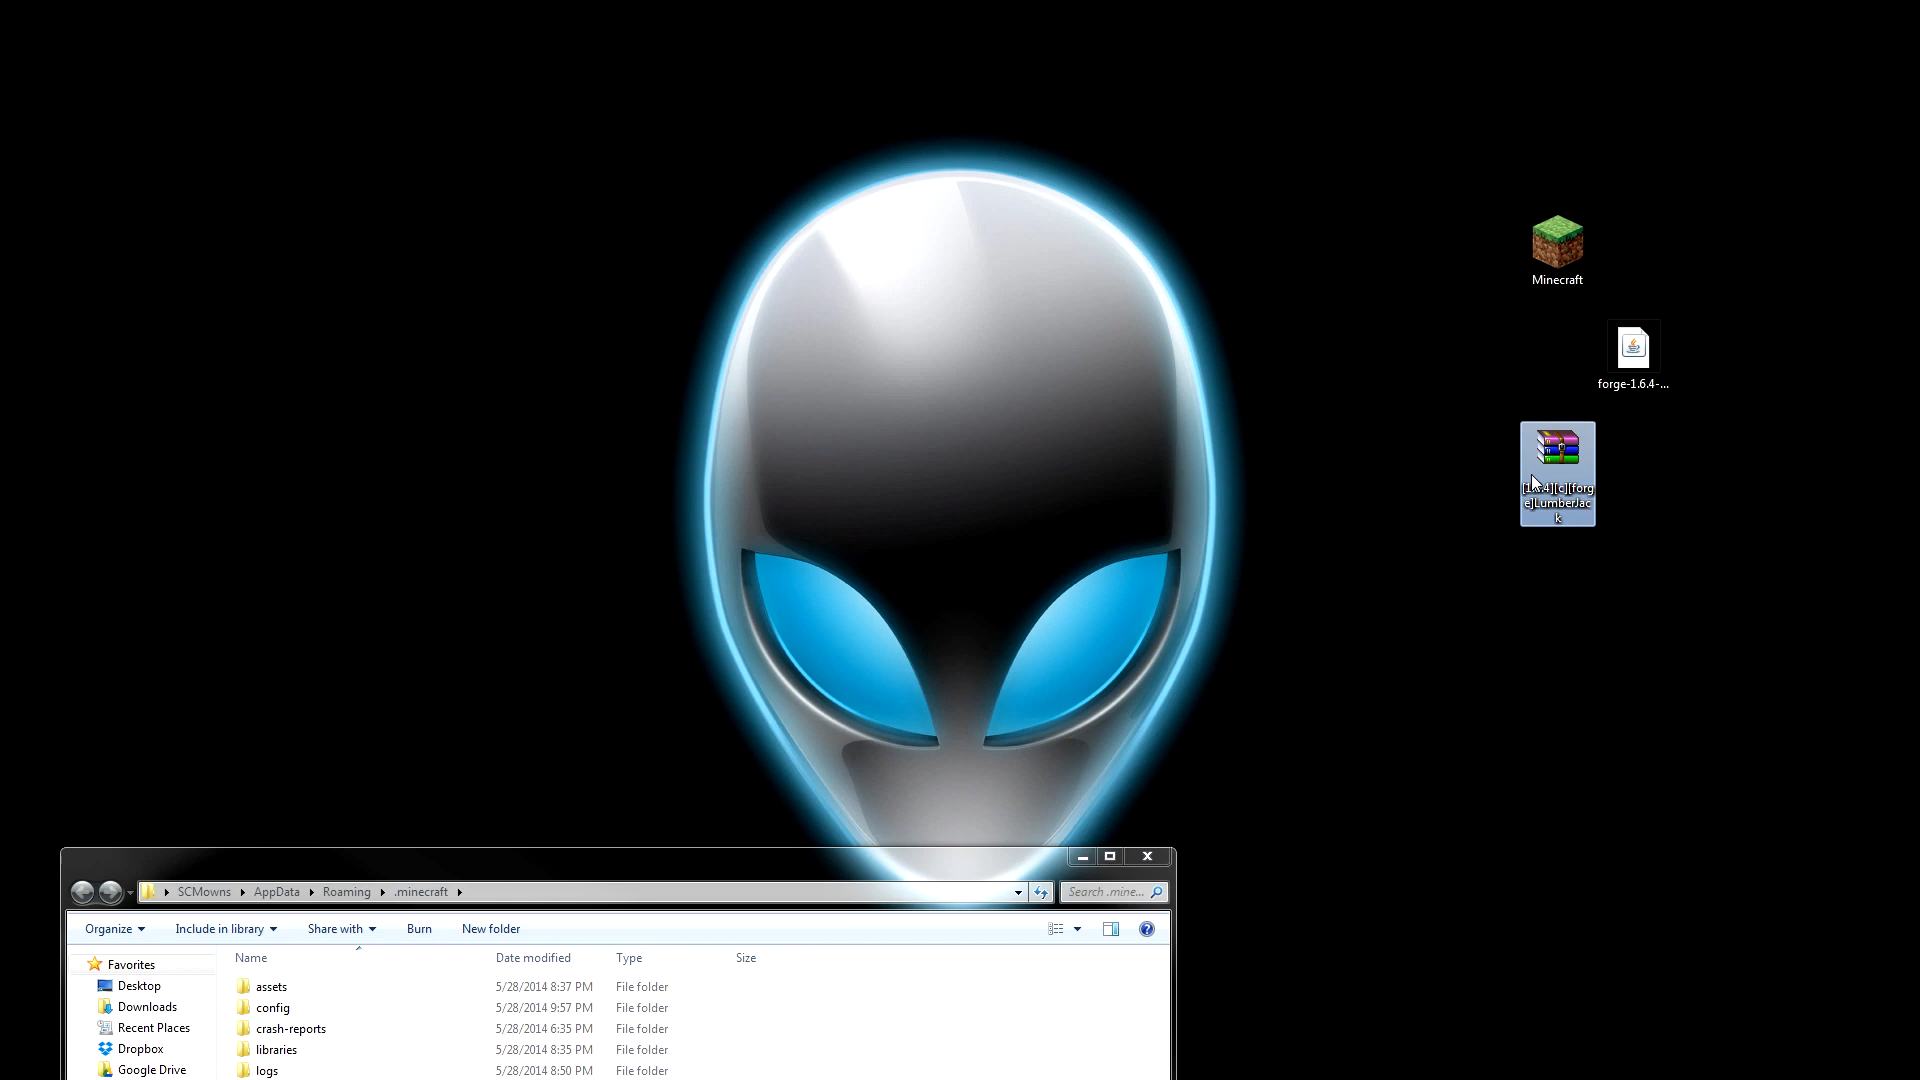 Minecraft
forge-1.6.4-...
[1.6.4][c][forg
e]LumberJac
k
SCMowns AppData Roaming .minecraft
Search .mine...
Organize Include in library Share with Burn New folder
Name Date modified Type Size
Favorites
Desktop
Downloads
Recent Places
Dropbox
Google Drive
assets 5/28/2014 8:37 PM File folder
config 5/28/2014 9:57 PM File folder
crash-reports 5/28/2014 6:35 PM File folder
libraries 5/28/2014 8:35 PM File folder
logs 5/28/2014 8:50 PM File folder